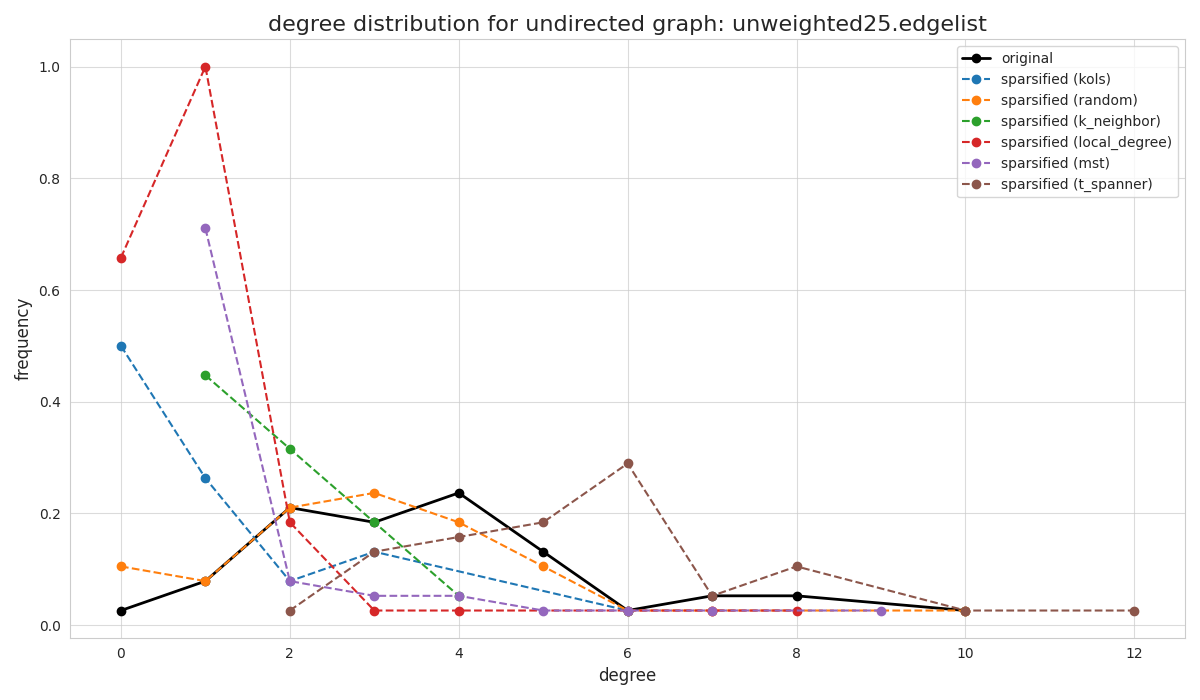 degree distribution for undirected graph: unweighted25.edgelist
original
sparsified (kols)
sparsified (random)
sparsified (k_neighbor)
sparsified (local_degree)
sparsified (mst)
sparsified (t_spanner)
frequency
1.0
0.8
0.6
0.4
0.2
0.0
0 2 4 6 8 10 12
degree